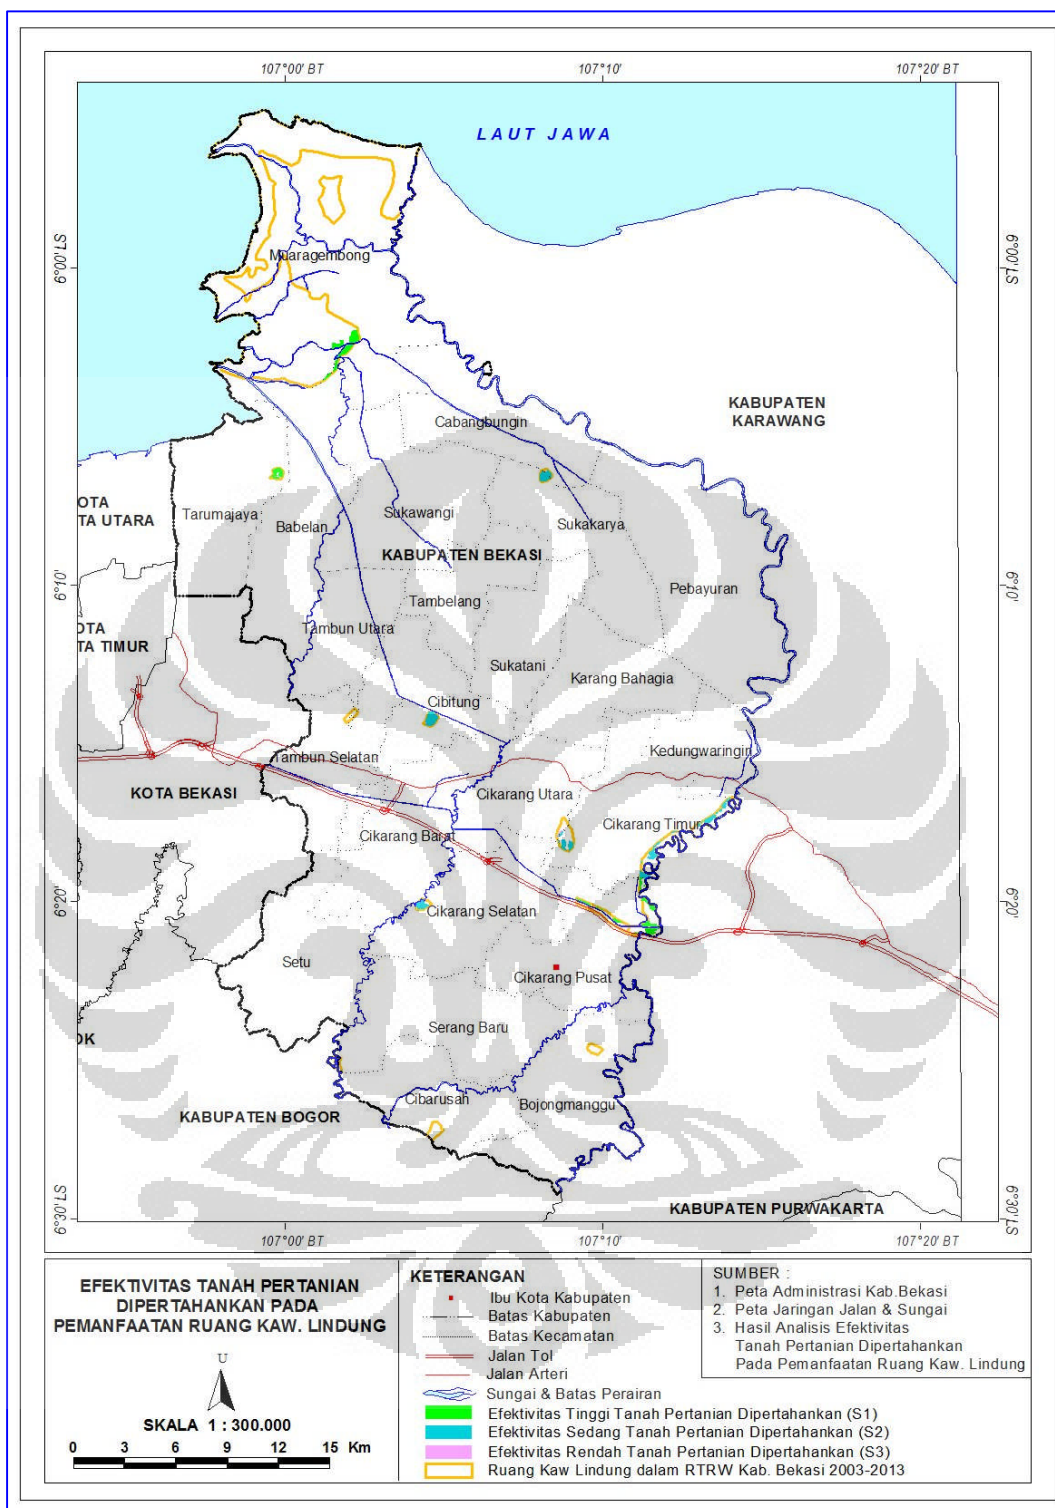 107°00' BT
107°10'
107°20' BT
LAUT JAWA
6°00' LS
6°00' LS
Muaragembong
KABUPATEN
KARAWANG
Cabangbungin
OTA
TA UTARA
Tarumajaya
Babelan
Sukawangi
Sukakarya
KABUPATEN BEKASI
6°10'
6°10'
Pebayuran
Tambelang
OTA
TA TIMUR
Tambun Utara
Sukatani
Karang Bahagia
Cibitung
Kedungwaringin
Tambun Selatan
KOTA BEKASI
Cikarang Utara
Cikarang Timur
Cikarang Barat
6°20'
6°20'
Cikarang Selatan
Setu
Cikarang Pusat
Serang Baru
OK
Cibarusah
Bojongmanggu
KABUPATEN BOGOR
6°30' LS
6°30' LS
KABUPATEN PURWAKARTA
107°00' BT
107°10'
107°20' BT
EFEKTIVITAS TANAH PERTANIAN
DIPERTAHANKAN PADA
PEMANFAATAN RUANG KAW. LINDUNG
U
SKALA 1 : 300.000
0 3 6 9 12 15 Km
KETERANGAN
Ibu Kota Kabupaten
Batas Kabupaten
Batas Kecamatan
Jalan Tol
Jalan Arteri
Sungai & Batas Perairan
Efektivitas Tinggi Tanah Pertanian Dipertahankan (S1)
Efektivitas Sedang Tanah Pertanian Dipertahankan (S2)
Efektivitas Rendah Tanah Pertanian Dipertahankan (S3)
Ruang Kaw Lindung dalam RTRW Kab. Bekasi 2003-2013
SUMBER :
1. Peta Administrasi Kab.Bekasi
2. Peta Jaringan Jalan & Sungai
3. Hasil Analisis Efektivitas
Tanah Pertanian Dipertahankan
Pada Pemanfaatan Ruang Kaw. Lindung